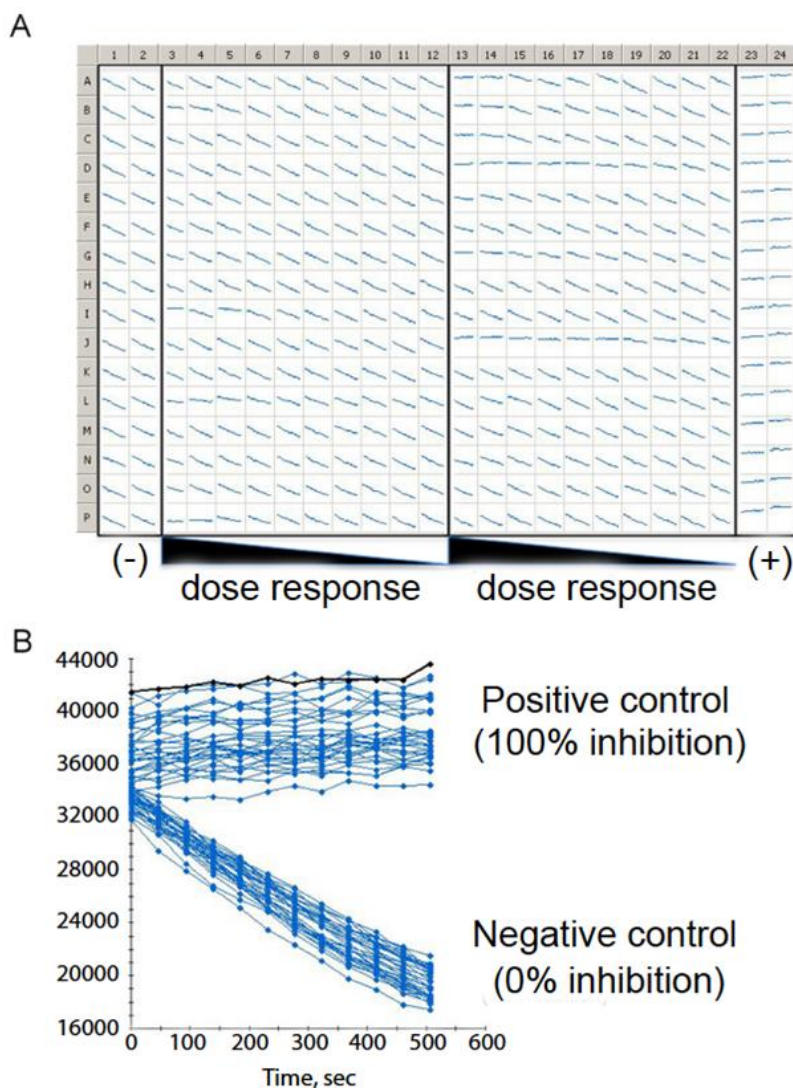 A
1 2 3 4 5 6 7 8 9 10 11 12 13 14 15 16 17 18 19 20 21 22 23 24
A
B
C
D
E
F
G
H
I
J
K
L
M
N
O
P
(-) dose response dose response (+)
B
44000
40000
36000
32000
28000
24000
20000
16000
Positive control
(100% inhibition)
Negative control
(0% inhibition)
0 100 200 300 400 500 600
Time, sec